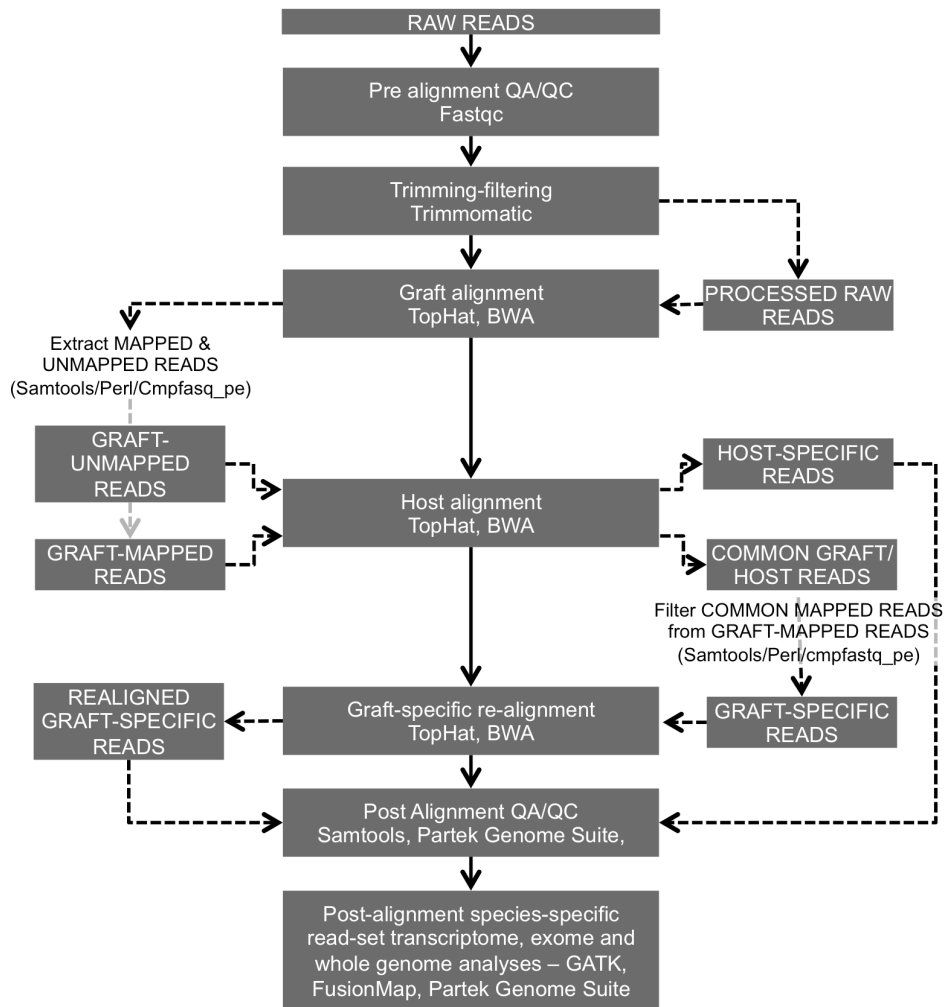 RAW READS
Pre alignment QA/QC
Fastqc
Trimming-filtering
Trimmomatic
Graft alignment
TopHat, BWA
PROCESSED RAW
READS
Extract MAPPED &
UNMAPPED READS
(Samtools/Perl/Cmpfasq_pe)
GRAFT-
UNMAPPED
READS
GRAFT-MAPPED
READS
Host alignment
TopHat, BWA
HOST-SPECIFIC
READS
COMMON GRAFT/
HOST READS
Filter COMMON MAPPED READS
from GRAFT-MAPPED READS
(Samtools/Perl/cmpfastq_pe)
REALIGNED
GRAFT-SPECIFIC
READS
Graft-specific re-alignment
TopHat, BWA
GRAFT-SPECIFIC
READS
Post Alignment QA/QC
Samtools, Partek Genome Suite,
Post-alignment species-specific
read-set transcriptome, exome and
whole genome analyses – GATK,
FusionMap, Partek Genome Suite